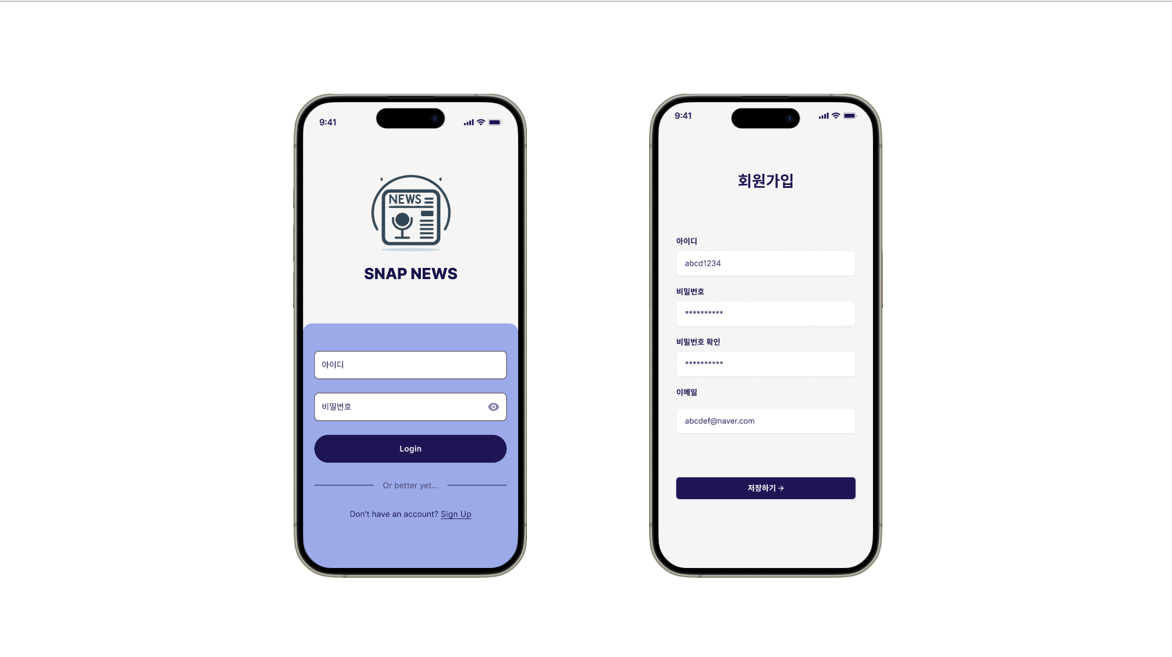 9:41
NEWS
SNAP NEWS
아이디
비밀번호
Login
Or better yet...
Don't have an account? Sign Up
9:41
회원가입
아이디
abcd1234
비밀번호
**********
비밀번호 확인
**********
이메일
abcdef@naver.com
저장하기 →